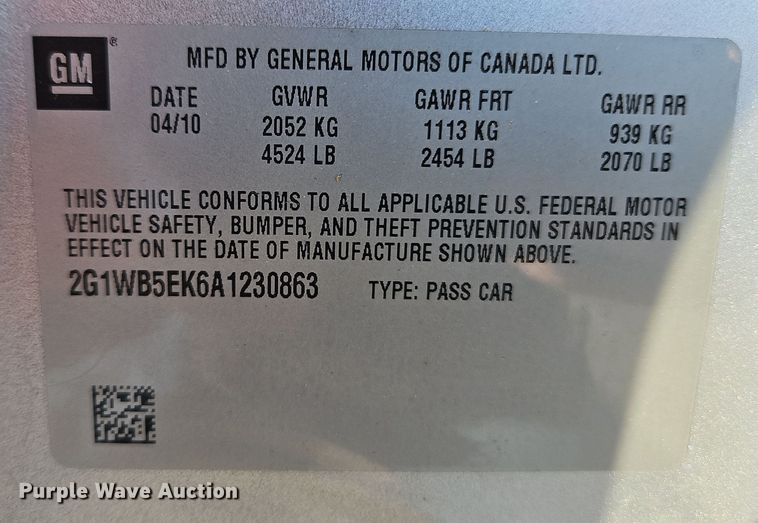 GM® MFD BY GENERAL MOTORS OF CANADA LTD.
DATE GVWR GAWR FRT GAWR RR
04/10 2052 KG 1113 KG 939 KG
4524 LB 2454 LB 2070 LB
THIS VEHICLE CONFORMS TO ALL APPLICABLE U.S. FEDERAL MOTOR
VEHICLE SAFETY, BUMPER, AND THEFT PREVENTION STANDARDS IN
EFFECT ON THE DATE OF MANUFACTURE SHOWN ABOVE.
2G1WB5EK6A1230863 TYPE: PASS CAR
Purple Wave Auction